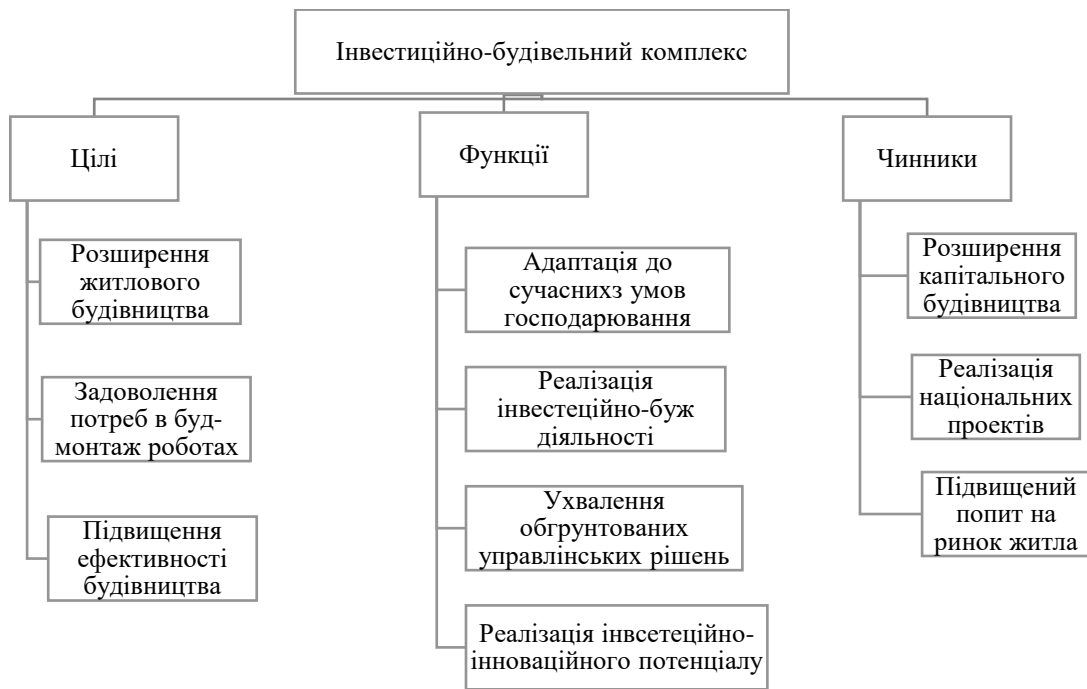 Інвестиційно-будівельний комплекс
Цілі
Розширення
житлового
будівництва
Задоволення
потреб в буд-
монтаж роботах
Підвищення
ефективності
будівництва
Функції
Адаптація до
сучаснихз умов
господарювання
Реалізація
інвестеційно-буж
діяльності
Ухвалення
обгрунтованих
управлінських рішень
Реалізація інвсетеційно-
інноваційного потенціалу
Чинники
Розширення
капітального
будівництва
Реалізація
національних
проектів
Підвищений
попит на
ринок житла